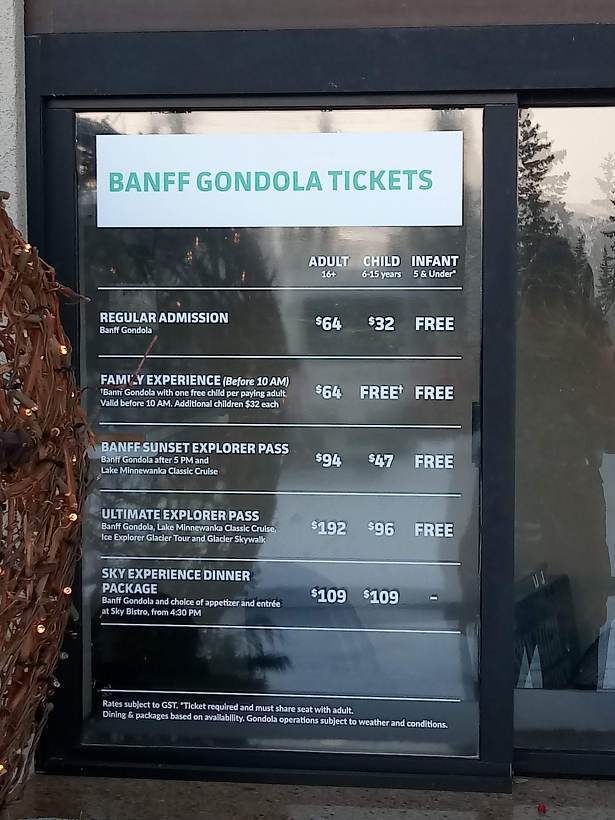 BANFF GONDOLA TICKETS
ADULT CHILD INFANT
16+ 6-15 years 5 & Under*
REGULAR ADMISSION
Banff Gondola
$64 $32 FREE
FAMILY EXPERIENCE (Before 10 AM)
†Banff Gondola with one free child per paying adult.
Valid before 10 AM. Additional children $32 each
$64 FREE† FREE
BANFF SUNSET EXPLORER PASS
Banff Gondola after 5 PM and
Lake Minnewanka Classic Cruise
$94 $47 FREE
ULTIMATE EXPLORER PASS
Banff Gondola, Lake Minnewanka Classic Cruise,
Ice Explorer Glacier Tour and Glacier Skywalk
$192 $96 FREE
SKY EXPERIENCE DINNER
PACKAGE
Banff Gondola and choice of appetizer and entrée
at Sky Bistro, from 4:30 PM
$109 $109 –
Rates subject to GST. *Ticket required and must share seat with adult.
Dining & packages based on availability. Gondola operations subject to weather and conditions.